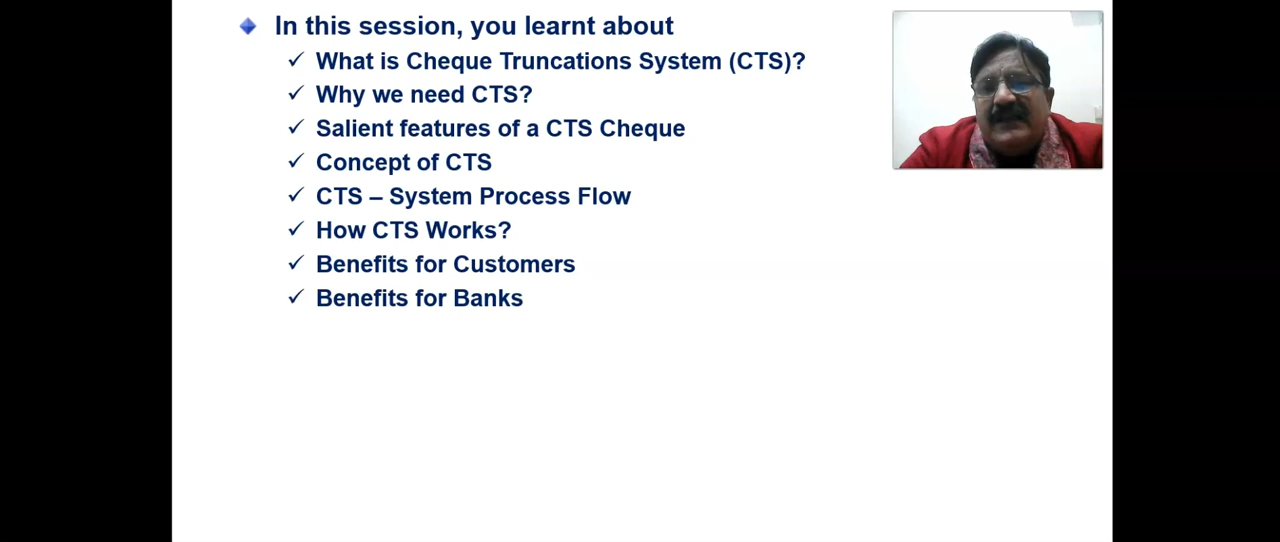 In this session, you learnt about
What is Cheque Truncations System (CTS)?
Why we need CTS?
Salient features of a CTS Cheque
Concept of CTS
CTS – System Process Flow
How CTS Works?
Benefits for Customers
Benefits for Banks